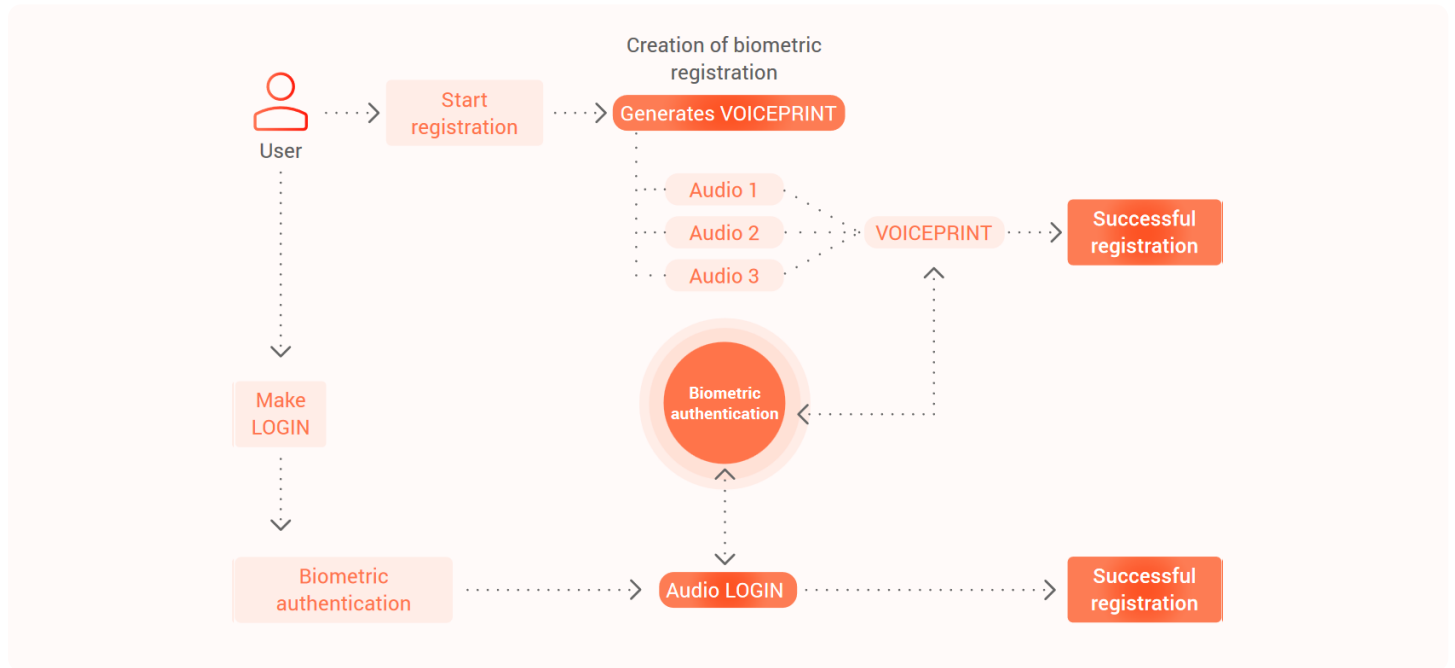 Creation of biometric
registration
Start
registration
Generates VOICEPRINT
User
Audio 1
Audio 2
Audio 3
VOICEPRINT
Successful
registration
Make
LOGIN
Biometric
authentication
Biometric
authentication
Audio LOGIN
Successful
registration